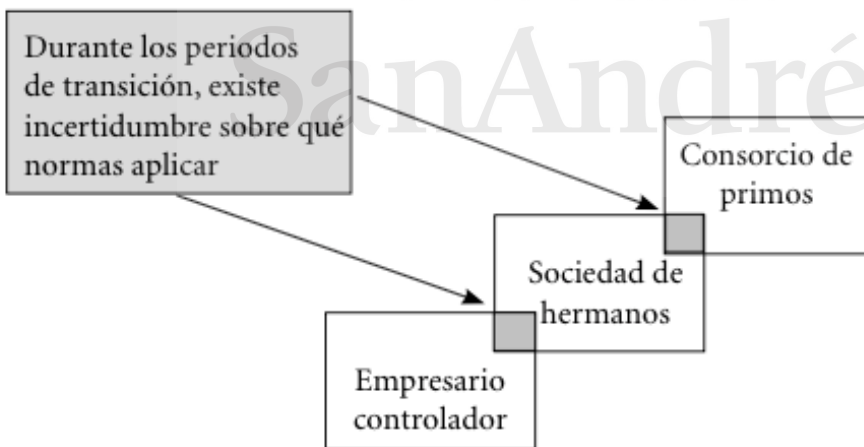 SanAndré
Durante los periodos
de transición, existe
incertidumbre sobre qué
normas aplicar
Consorcio de
primos
Sociedad de
hermanos
Empresario
controlador